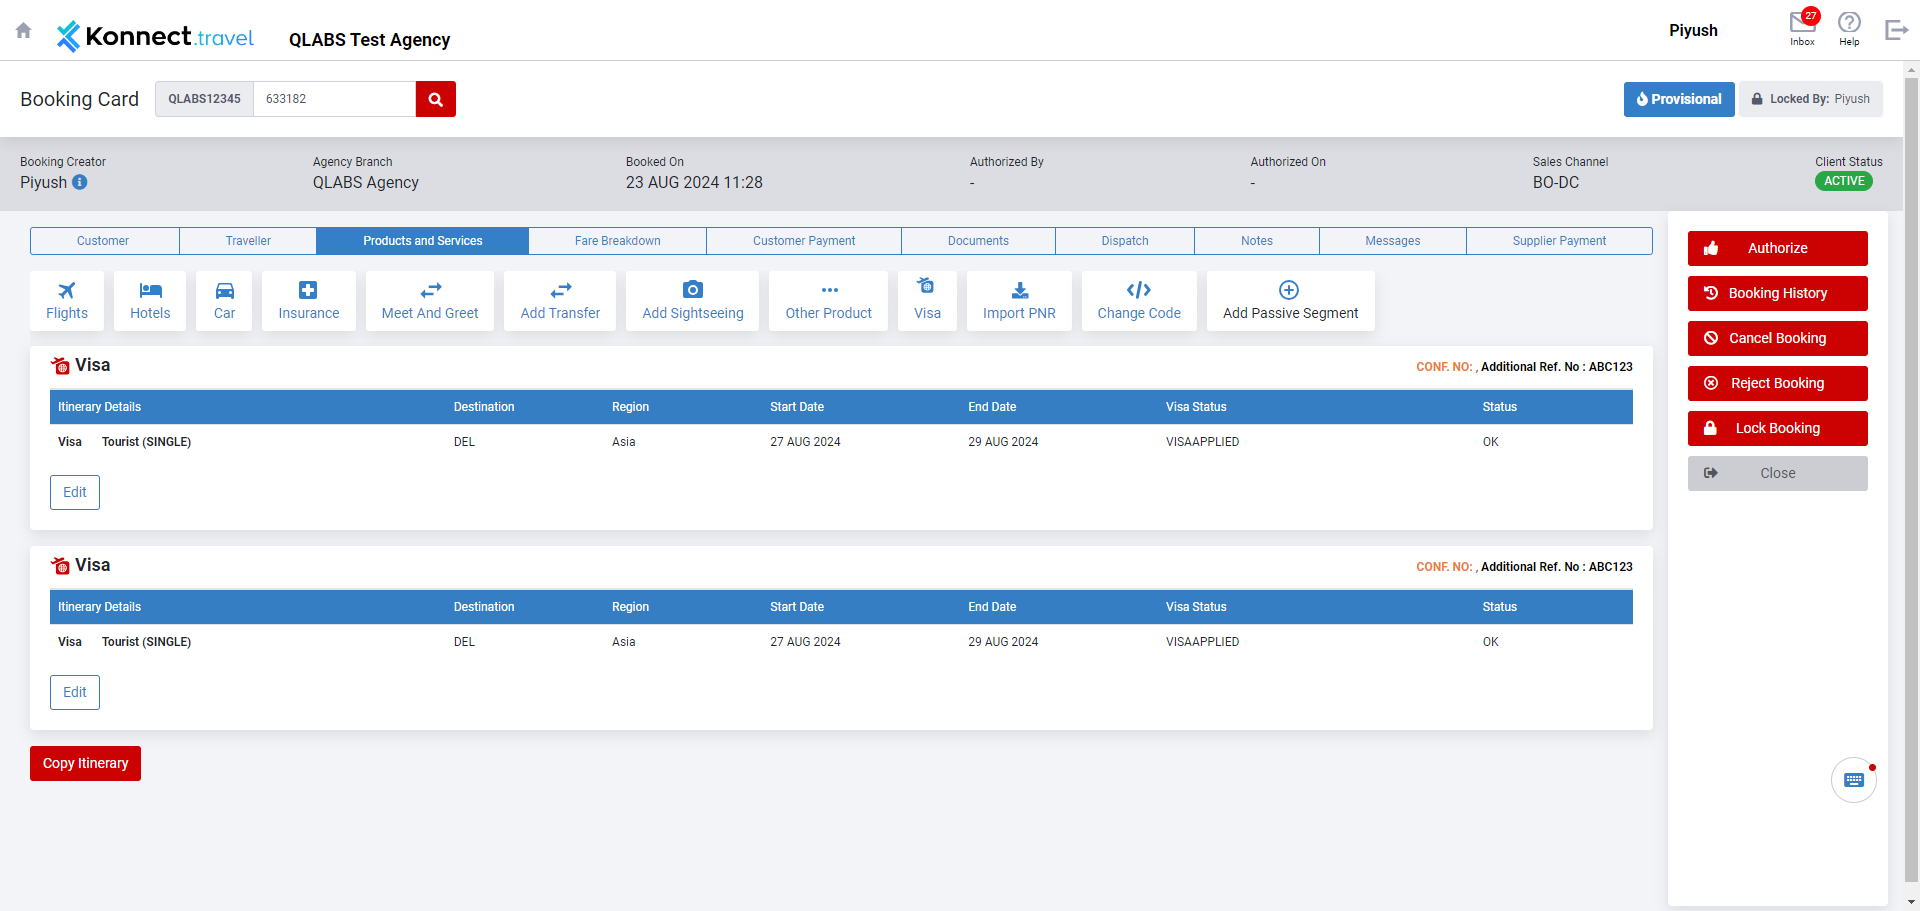 Konnect.travel
QLABS Test Agency
Piyush
27
Inbox
Help
Booking Card
QLABS12345
633182
Provisional
Locked By: Piyush
Booking Creator
Piyush
Agency Branch
QLABS Agency
Booked On
23 AUG 2024 11:28
Authorized By
-
Authorized On
-
Sales Channel
BO-DC
Client Status
ACTIVE
Customer
Traveller
Products and Services
Fare Breakdown
Customer Payment
Documents
Dispatch
Notes
Messages
Supplier Payment
Flights
Hotels
Car
Insurance
Meet And Greet
Add Transfer
Add Sightseeing
Other Product
Visa
Import PNR
Change Code
Add Passive Segment
Visa
CONF. NO: , Additional Ref. No : ABC123
Itinerary Details Destination Region Start Date End Date Visa Status Status
Visa Tourist (SINGLE) DEL Asia 27 AUG 2024 29 AUG 2024 VISAAPPLIED OK
Edit
Visa
CONF. NO: , Additional Ref. No : ABC123
Itinerary Details Destination Region Start Date End Date Visa Status Status
Visa Tourist (SINGLE) DEL Asia 27 AUG 2024 29 AUG 2024 VISAAPPLIED OK
Edit
Copy Itinerary
Authorize
Booking History
Cancel Booking
Reject Booking
Lock Booking
Close